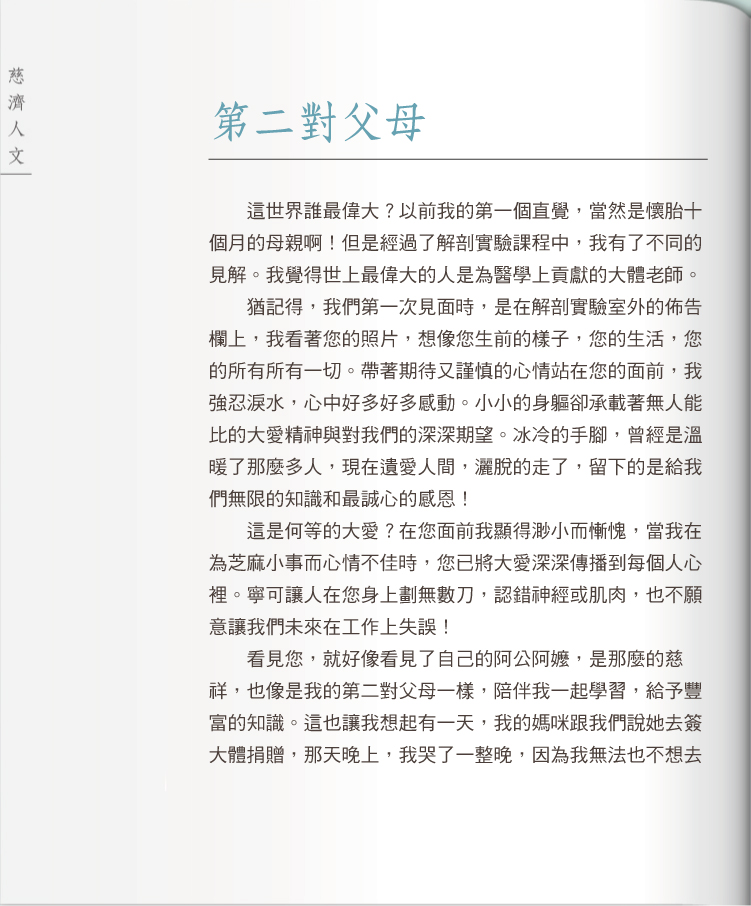 慈濟人文
第二對父母
這世界誰最偉大？以前我的第一個直覺，當然是懷胎十
個月的母親啊！但是經過了解剖實驗課程中，我有了不同的
見解。我覺得世上最偉大的人是為醫學上貢獻的大體老師。
猶記得，我們第一次見面時，是在解剖實驗室外的佈告
欄上，我看著您的照片，想像您生前的樣子，您的生活，您
的所有所有一切。帶著期待又謹慎的心情站在您的面前，我
強忍淚水，心中好多好多感動。小小的身軀卻承載著無人能
比的大愛精神與對我們的深深期望。冰冷的手腳，曾經是溫
暖了那麼多人，現在遺愛人間，灑脫的走了，留下的是給我
們無限的知識和最誠心的感恩！
這是何等的大愛？在您面前我顯得渺小而慚愧，當我在
為芝麻小事而心情不佳時，您已將大愛深深傳播到每個人心
裡。寧可讓人在您身上劃無數刀，認錯神經或肌肉，也不願
意讓我們未來在工作上失誤！
看見您，就好像看見了自己的阿公阿嬤，是那麼的慈
祥，也像是我的第二對父母一樣，陪伴我一起學習，給予豐
富的知識。這也讓我想起有一天，我的媽咪跟我們說她去簽
大體捐贈，那天晚上，我哭了一整晚，因為我無法也不想去